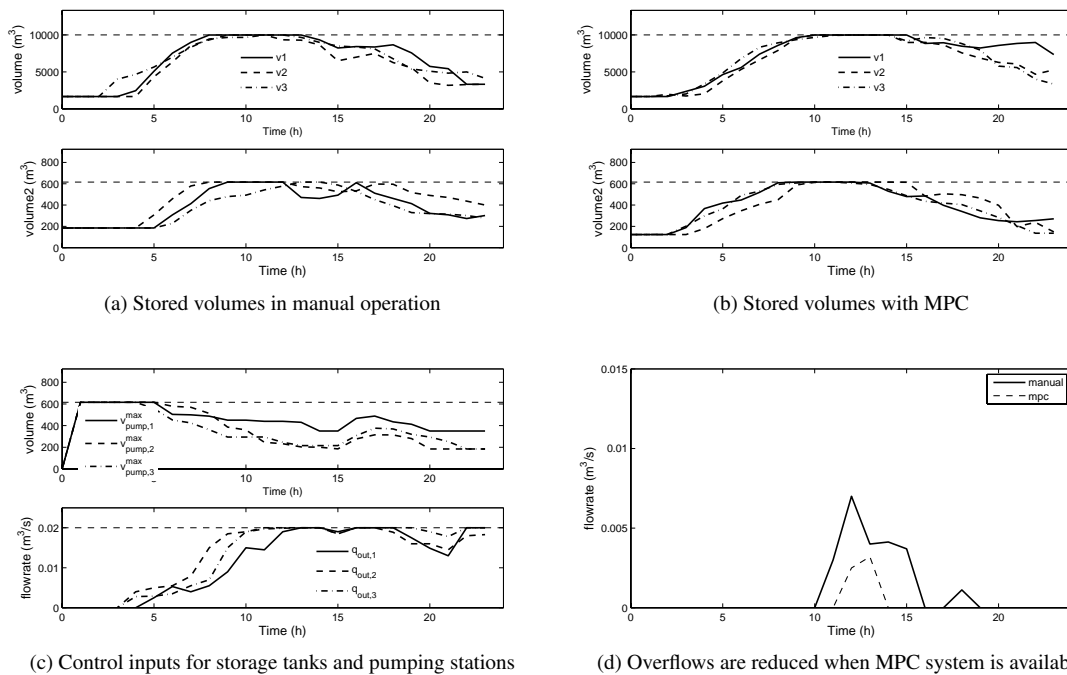 10000
5000
0
volume (m³)
v1
v2
v3
0 5 10 15 20
Time (h)
800
600
400
200
0
volume2 (m³)
0 5 10 15 20
Time (h)
(a) Stored volumes in manual operation
10000
5000
0
volume (m³)
v1
v2
v3
0 5 10 15 20
Time (h)
800
600
400
200
0
volume2 (m³)
0 5 10 15 20
Time (h)
(b) Stored volumes with MPC
800
600
400
200
0
volume (m³)
v^max_pump,1
v^max_pump,2
v^max_pump,3
0 5 10 15 20
Time (h)
0.02
0.01
0
flowrate (m³/s)
q_out,1
q_out,2
q_out,3
0 5 10 15 20
Time (h)
(c) Control inputs for storage tanks and pumping stations
0.015
0.01
0.005
0
flowrate (m³/s)
manual
mpc
0 5 10 15 20
Time (h)
(d) Overflows are reduced when MPC system is availab